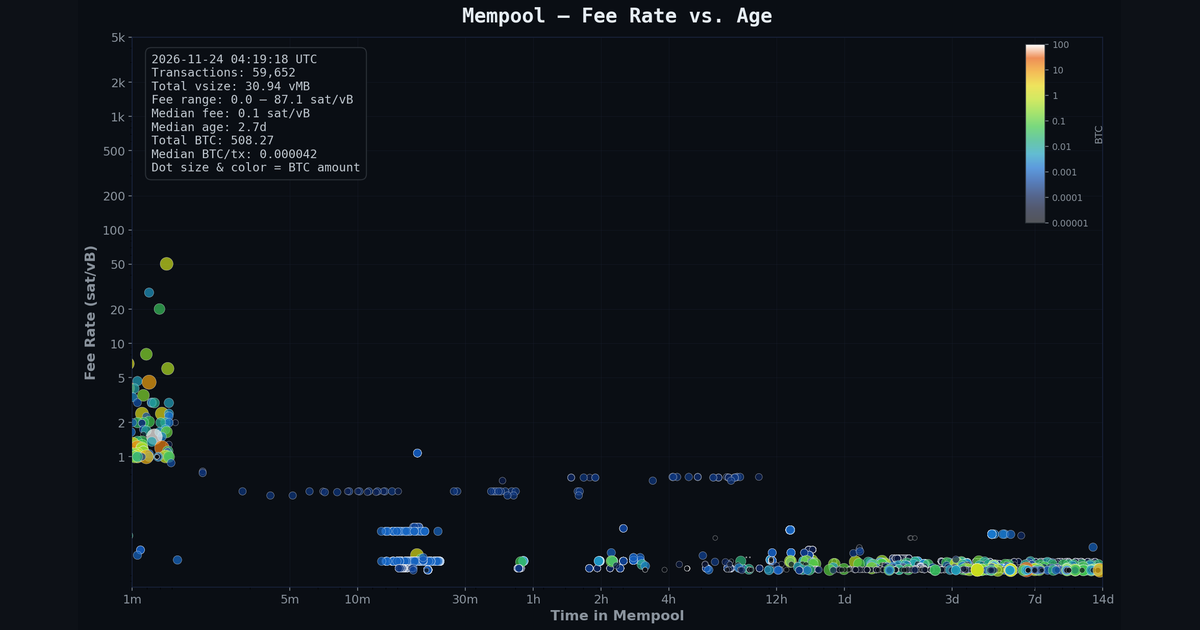 Mempool — Fee Rate vs. Age
2026-11-24 04:19:18 UTC
Transactions: 59,652
Total vsize: 30.94 vMB
Fee range: 0.0 – 87.1 sat/vB
Median fee: 0.1 sat/vB
Median age: 2.7d
Total BTC: 508.27
Median BTC/tx: 0.000042
Dot size & color = BTC amount
5k
2k
1k
500
200
100
50
20
10
5
2
1
Fee Rate (sat/vB)
100
10
1
0.1
0.01
0.001
0.0001
0.00001
BTC
1m 5m 10m 30m 1h 2h 4h 12h 1d 3d 7d 14d
Time in Mempool